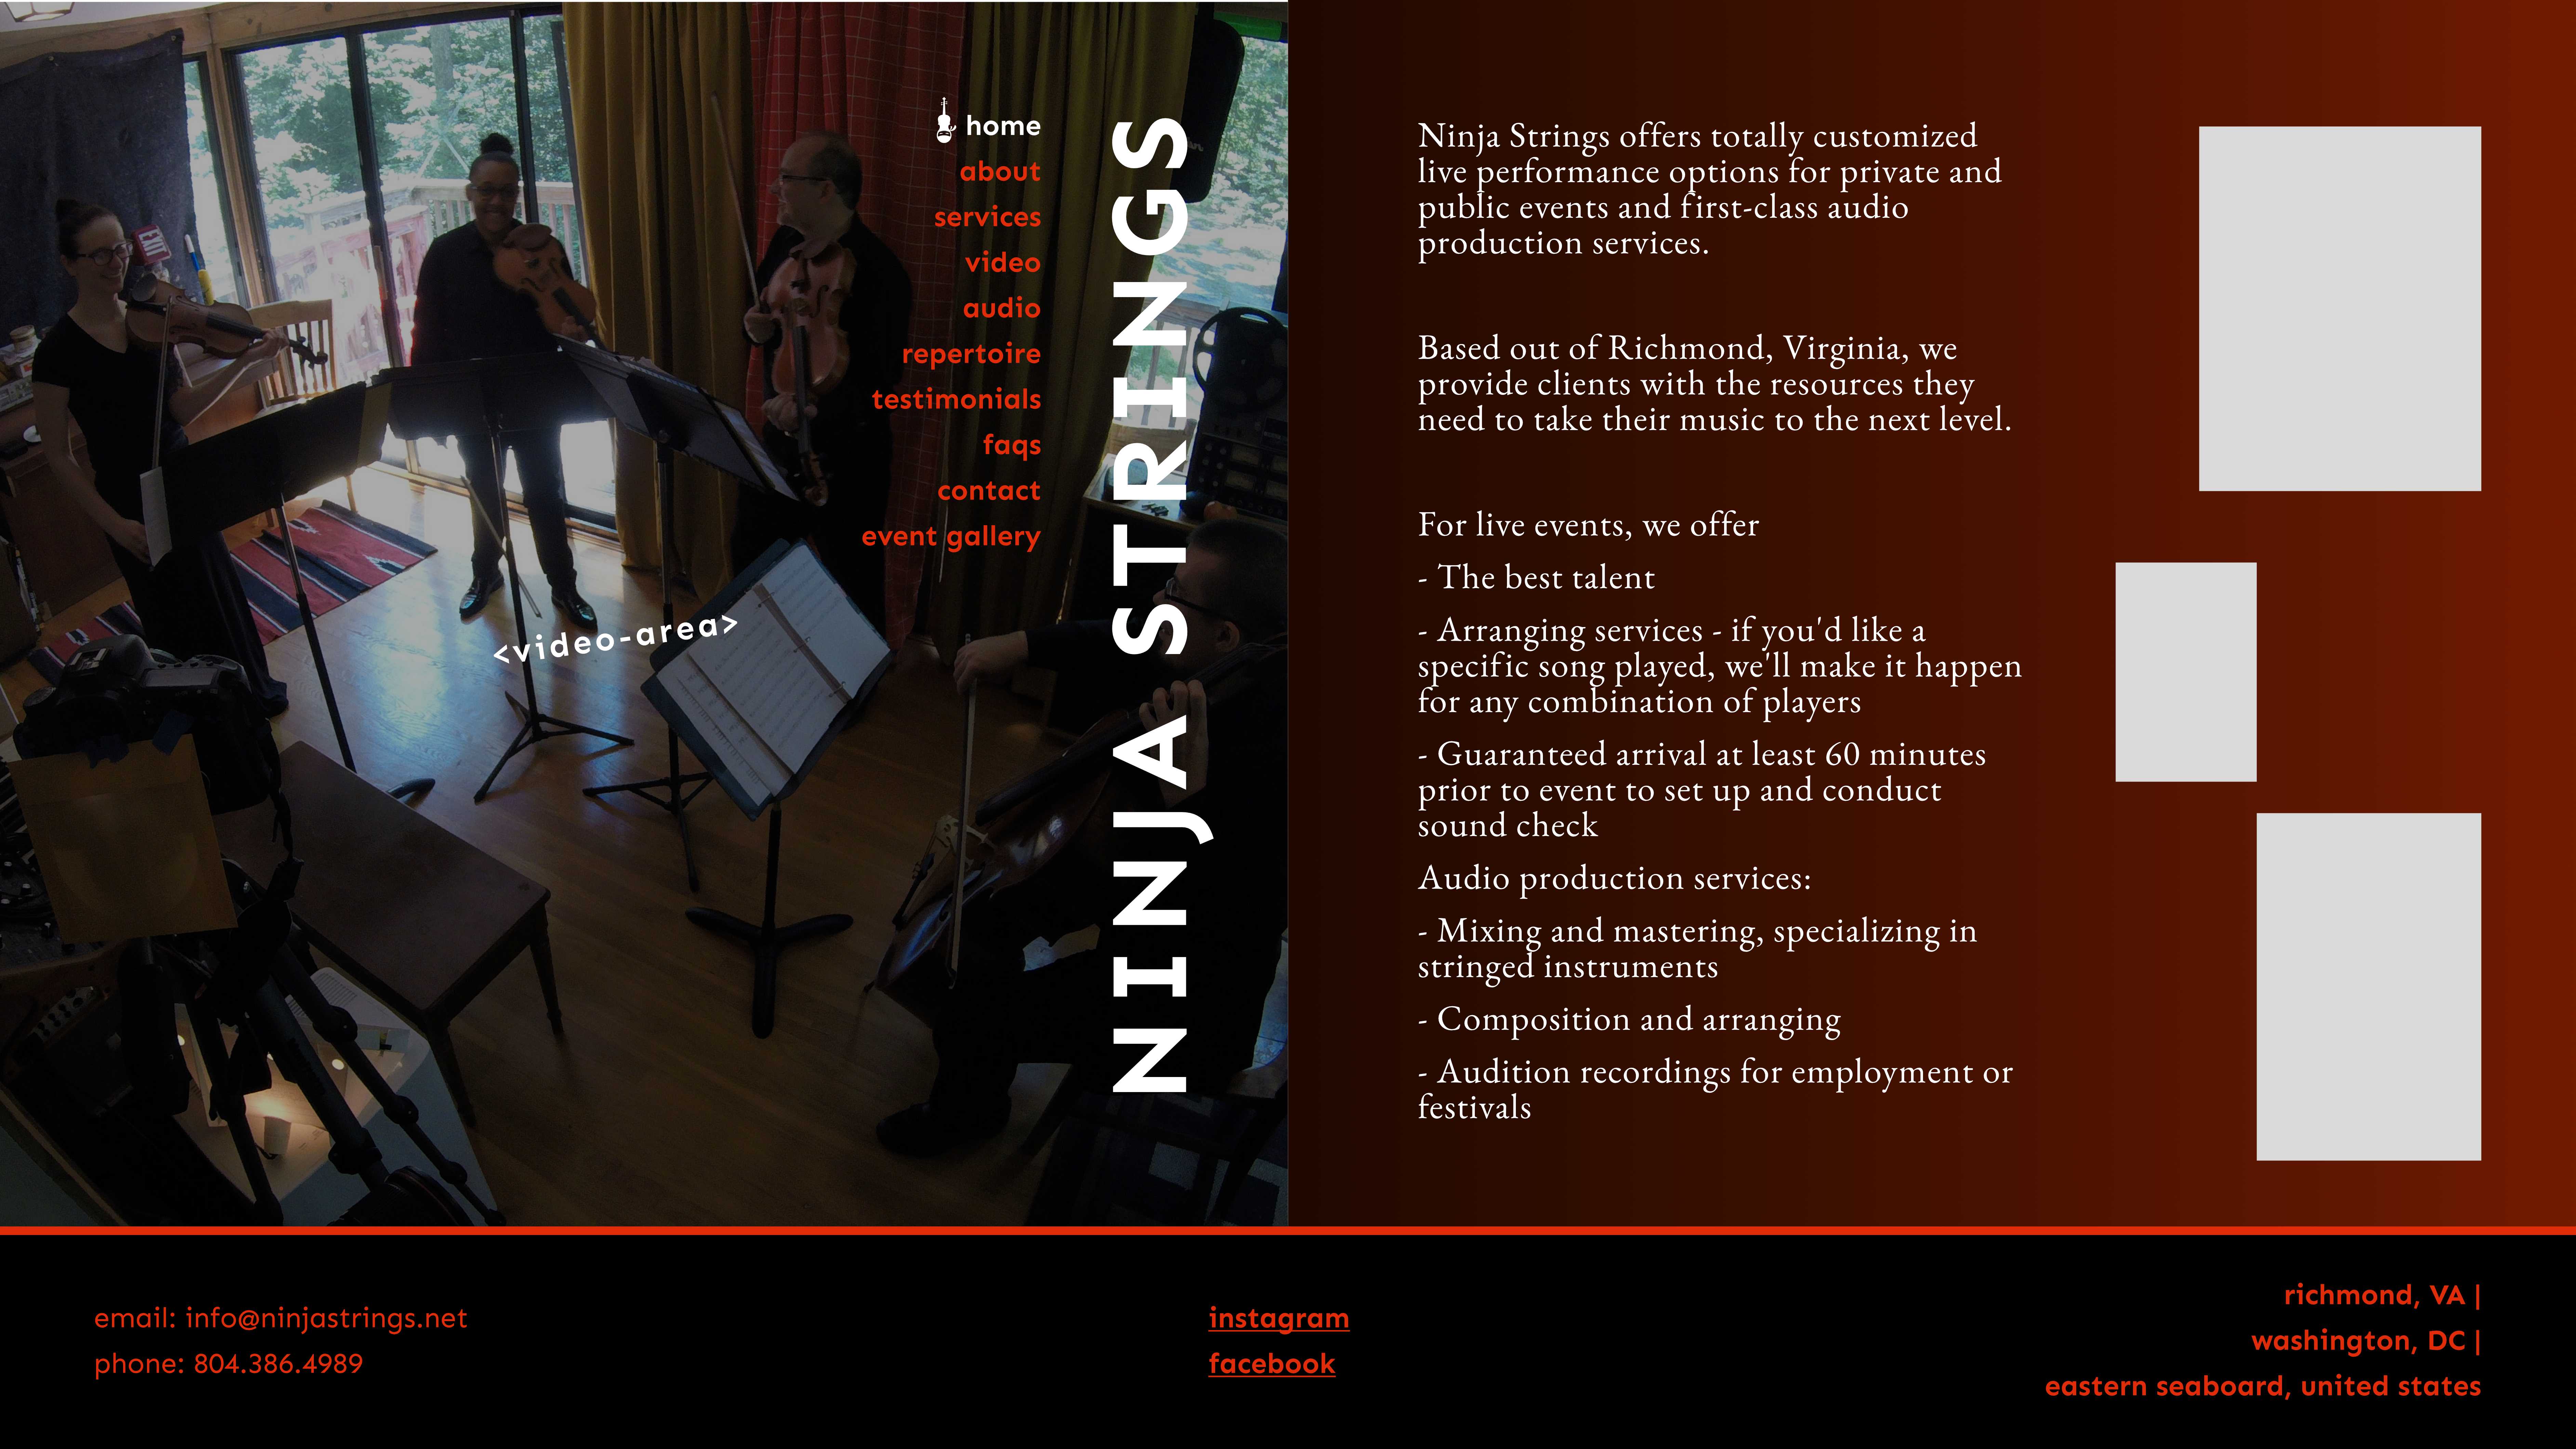 home
about
services
video
audio
repertoire
testimonials
faqs
contact
event gallery
NINJA STRINGS
EXIT
<video-area>
Ninja Strings offers totally customized
live performance options for private and
public events and first-class audio
production services.
Based out of Richmond, Virginia, we
provide clients with the resources they
need to take their music to the next level.
For live events, we offer
- The best talent
- Arranging services - if you'd like a
specific song played, we'll make it happen
for any combination of players
- Guaranteed arrival at least 60 minutes
prior to event to set up and conduct
sound check
Audio production services:
- Mixing and mastering, specializing in
stringed instruments
- Composition and arranging
- Audition recordings for employment or
festivals
email: info@ninjastrings.net
phone: 804.386.4989
instagram
facebook
richmond, VA |
washington, DC |
eastern seaboard, united states